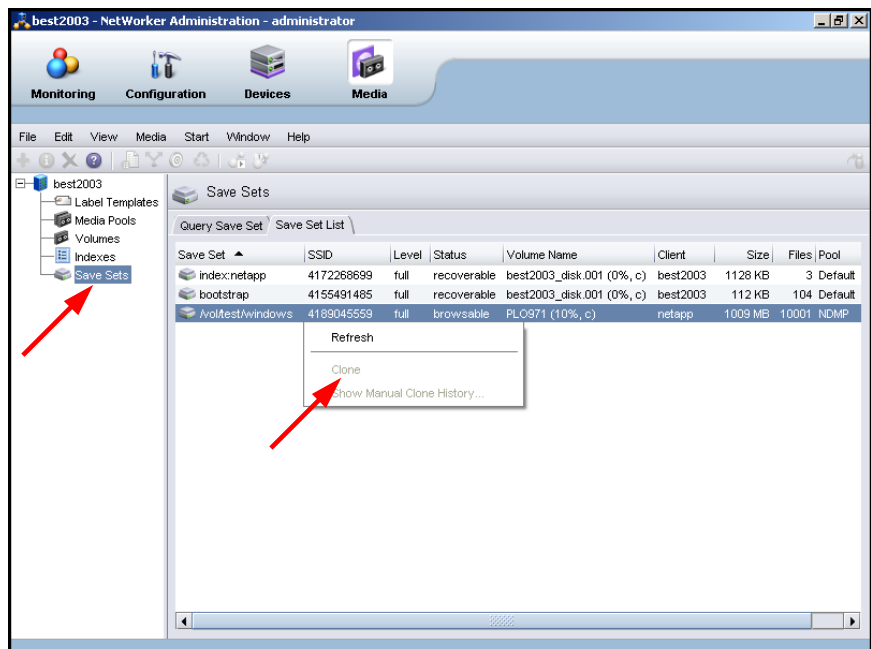 best2003 - NetWorker Administration - administrator
Monitoring Configuration Devices Media
File Edit View Media Start Window Help
best2003
Label Templates
Media Pools
Volumes
Indexes
Save Sets
Save Sets
Query Save Set Save Set List
Save Set SSID Level Status Volume Name Client Size Files Pool
index:netapp 4172268699 full recoverable best2003_disk.001 (0%, c) best2003 1128 KB 3 Default
bootstrap 4155491485 full recoverable best2003_disk.001 (0%, c) best2003 112 KB 104 Default
/vol/test/windows 4189045559 full browsable PLO971 (10%, c) netapp 1009 MB 10001 NDMP
Refresh
Clone
Show Manual Clone History...